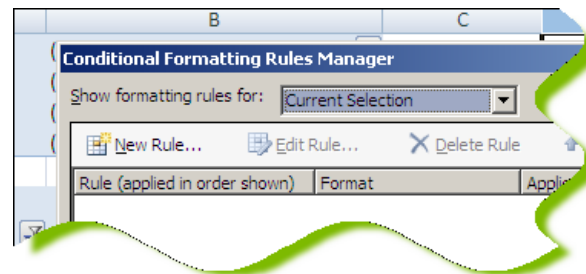 B C
Conditional Formatting Rules Manager
Show formatting rules for: Current Selection
New Rule... Edit Rule... Delete Rule
Rule (applied in order shown) Format